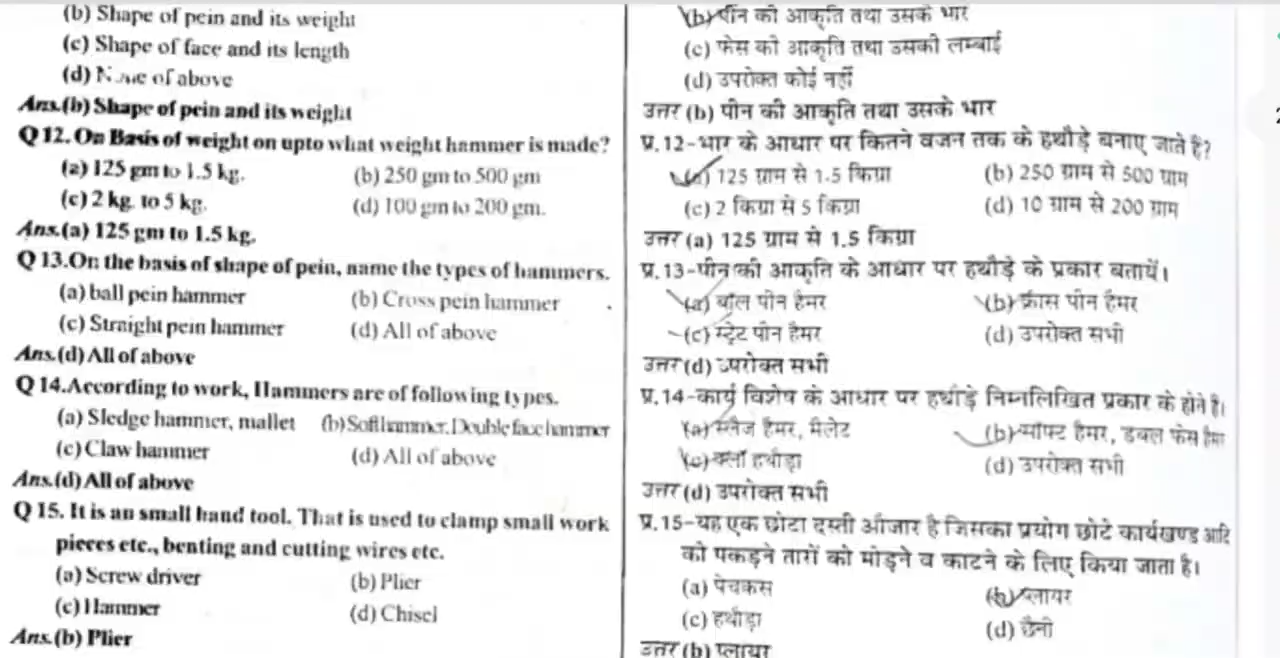 (b) Shape of pein and its weight
(c) Shape of face and its length
(d) None of above
Ans.(b) Shape of pein and its weight
Q 12. On Basis of weight on upto what weight hammer is made?
(a) 125 gm to 1.5 kg.
(b) 250 gm to 500 gm
(c) 2 kg. to 5 kg.
(d) 100 gm to 200 gm.
Ans.(a) 125 gm to 1.5 kg.
Q 13.On the basis of shape of pein, name the types of hammers.
(a) ball pein hammer
(b) Cross pein hammer
(c) Straight pein hammer
(d) All of above
Ans.(d) All of above
Q 14.According to work, Hammers are of following types.
(a) Sledge hammer, mallet
(b) Soft hammer, Double face hammer
(c) Claw hammer
(d) All of above
Ans.(d) All of above
Q 15. It is an small hand tool. That is used to clamp small work
pieces etc., benting and cutting wires etc.
(a) Screw driver
(b) Plier
(c) Hammer
(d) Chisel
Ans.(b) Plier
(b) पीन की आकृति तथा उसके भार
(c) फेस की आकृति तथा उसकी लम्बाई
(d) उपरोक्त कोई नहीं
उत्तर (b) पीन की आकृति तथा उसके भार
प्र.12-भार के आधार पर कितने वजन तक के हथौड़े बनाए जाते है?
(a) 125 ग्राम से 1.5 किग्रा
(b) 250 ग्राम से 500 ग्राम
(c) 2 किग्रा से 5 किग्रा
(d) 10 ग्राम से 200 ग्राम
उत्तर (a) 125 ग्राम से 1.5 किग्रा
प्र.13-पीन की आकृति के आधार पर हथौड़े के प्रकार बतायें।
(a) बॉल पीन हैमर
(b) क्रास पीन हैमर
(c) स्ट्रेट पीन हैमर
(d) उपरोक्त सभी
उत्तर (d) उपरोक्त सभी
प्र.14-कार्य विशेष के आधार पर हथौड़े निम्नलिखित प्रकार के होते है।
(a) स्लैज हैमर, मैलेट
(b) सॉफ्ट हैमर, डबल फेस हैमर
(c) क्लॉ हथौड़ा
(d) उपरोक्त सभी
उत्तर (d) उपरोक्त सभी
प्र.15-यह एक छोटा दस्ती औजार है जिसका प्रयोग छोटे कार्यखण्ड आदि
को पकड़ने तारों को मोड़ने व काटने के लिए किया जाता है।
(a) पेचकस
(b) प्लायर
(c) हथौड़ा
(d) छैनी
उत्तर (b) प्लायर